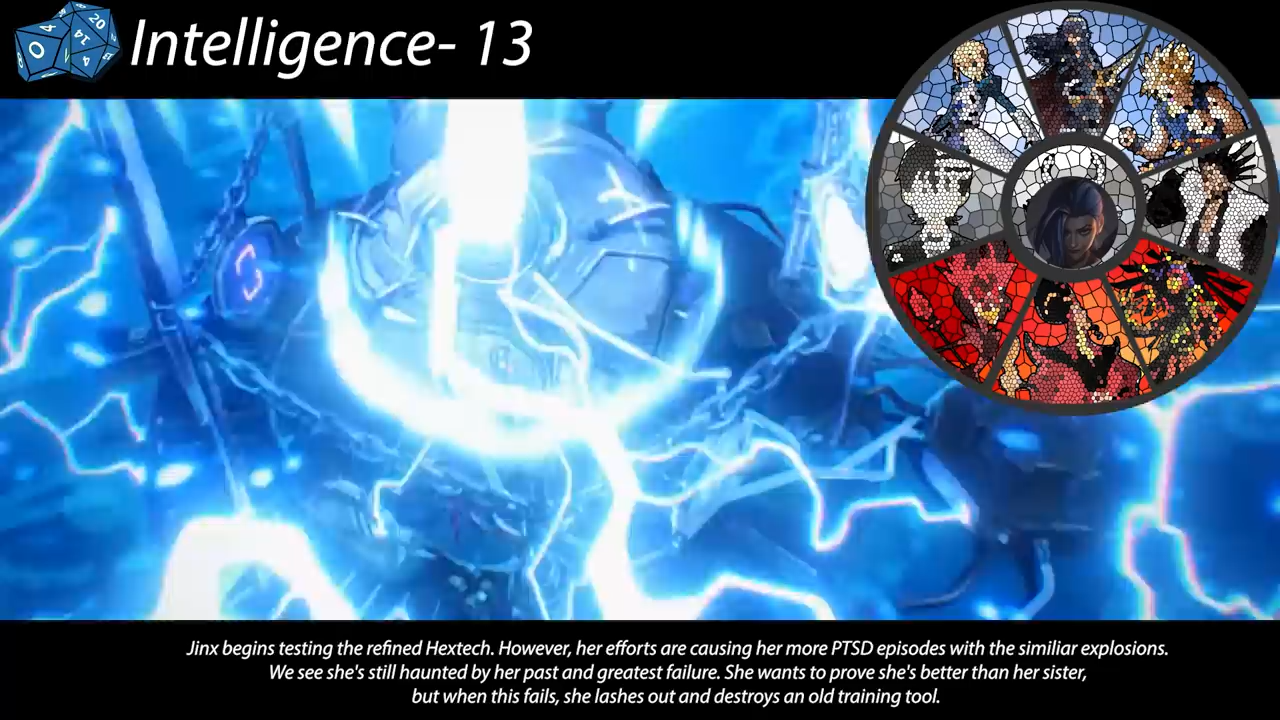 Intelligence- 13
Jinx begins testing the refined Hextech. However, her efforts are causing her more PTSD episodes with the similiar explosions.
We see she's still haunted by her past and greatest failure. She wants to prove she's better than her sister,
but when this fails, she lashes out and destroys an old training tool.